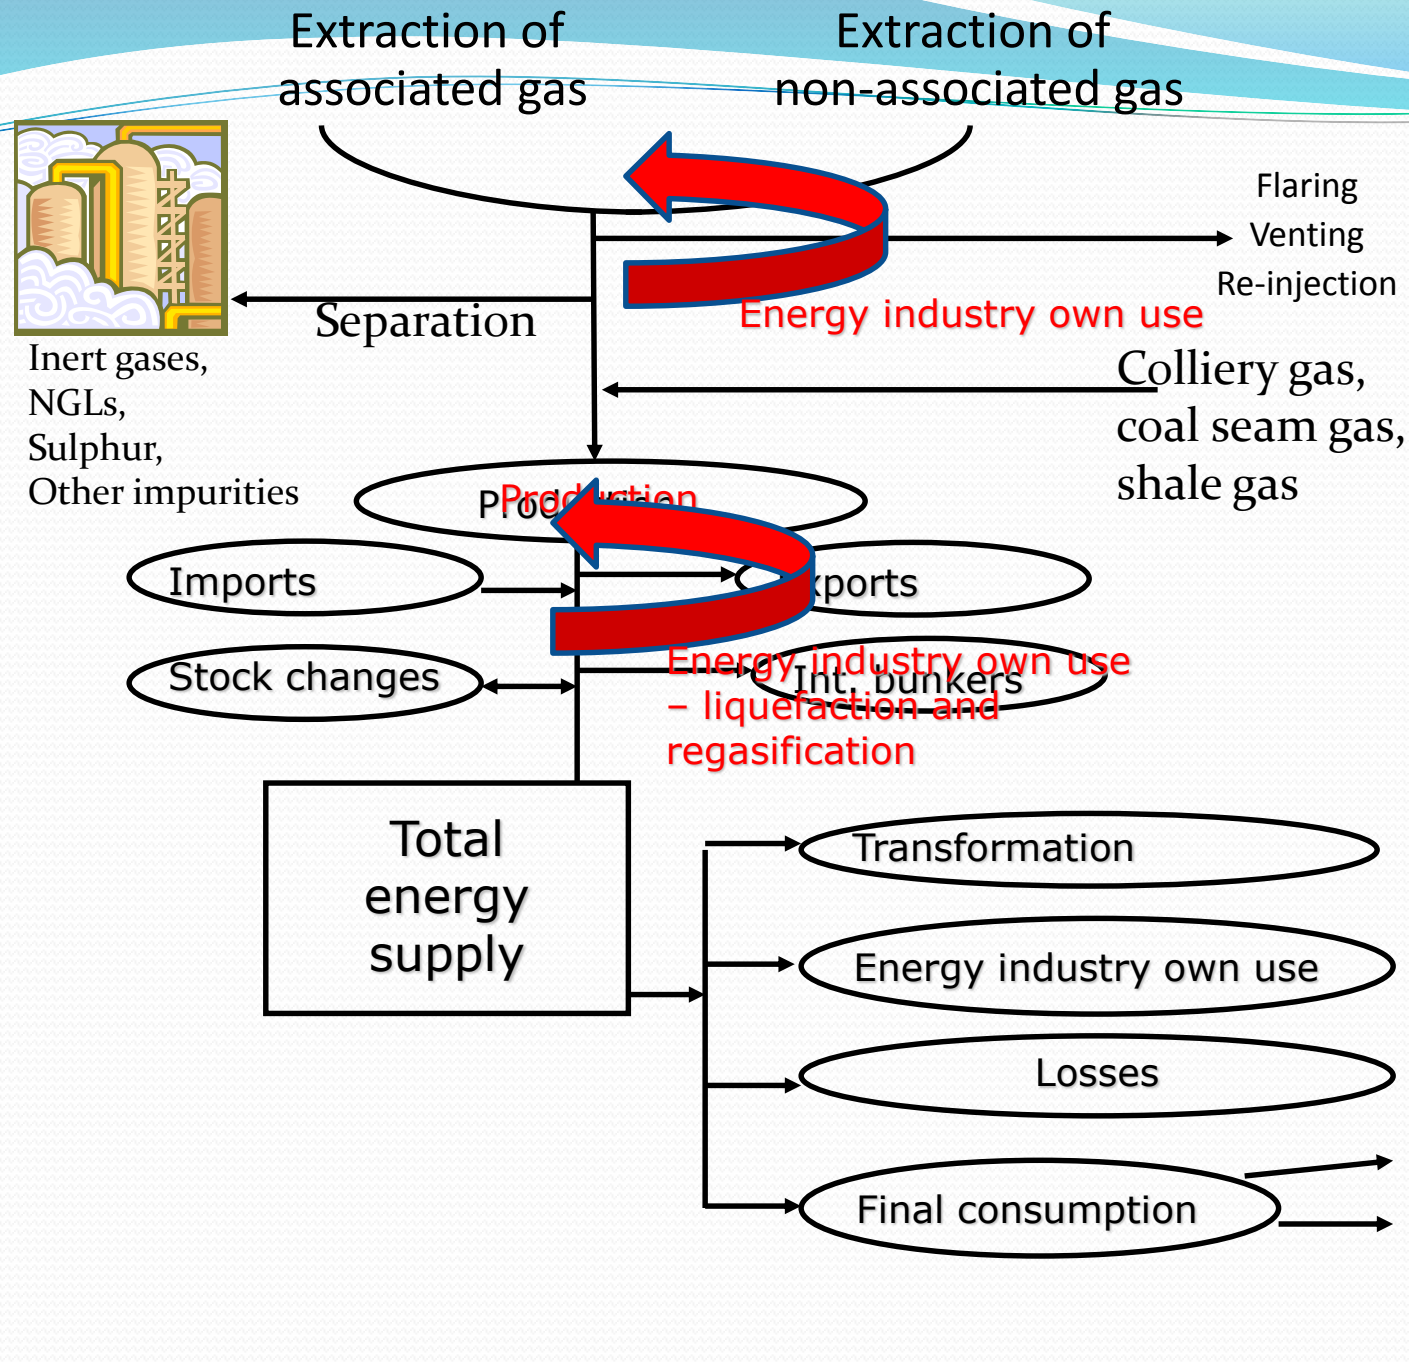 Extraction of
associated gas
Extraction of
non-associated gas
Flaring
Venting
Re-injection
Separation
Energy industry own use
Inert gases,
NGLs,
Sulphur,
Other impurities
Colliery gas,
coal seam gas,
shale gas
Production
Production
Imports
Exports
Stock changes
Int. bunkers
Energy industry own use
– liquefaction and
regasification
Total
energy
supply
Transformation
Energy industry own use
Losses
Final consumption